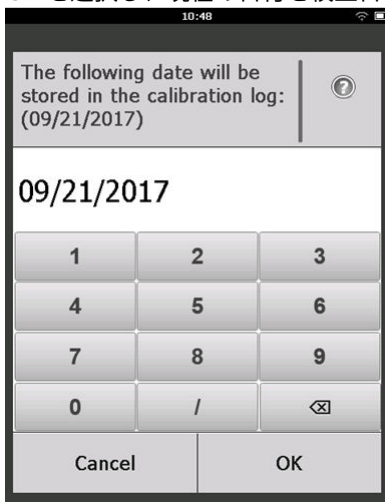 10:48
The following date will be
stored in the calibration log:
(09/21/2017)
09/21/2017
1 2 3
4 5 6
7 8 9
0 /
Cancel OK